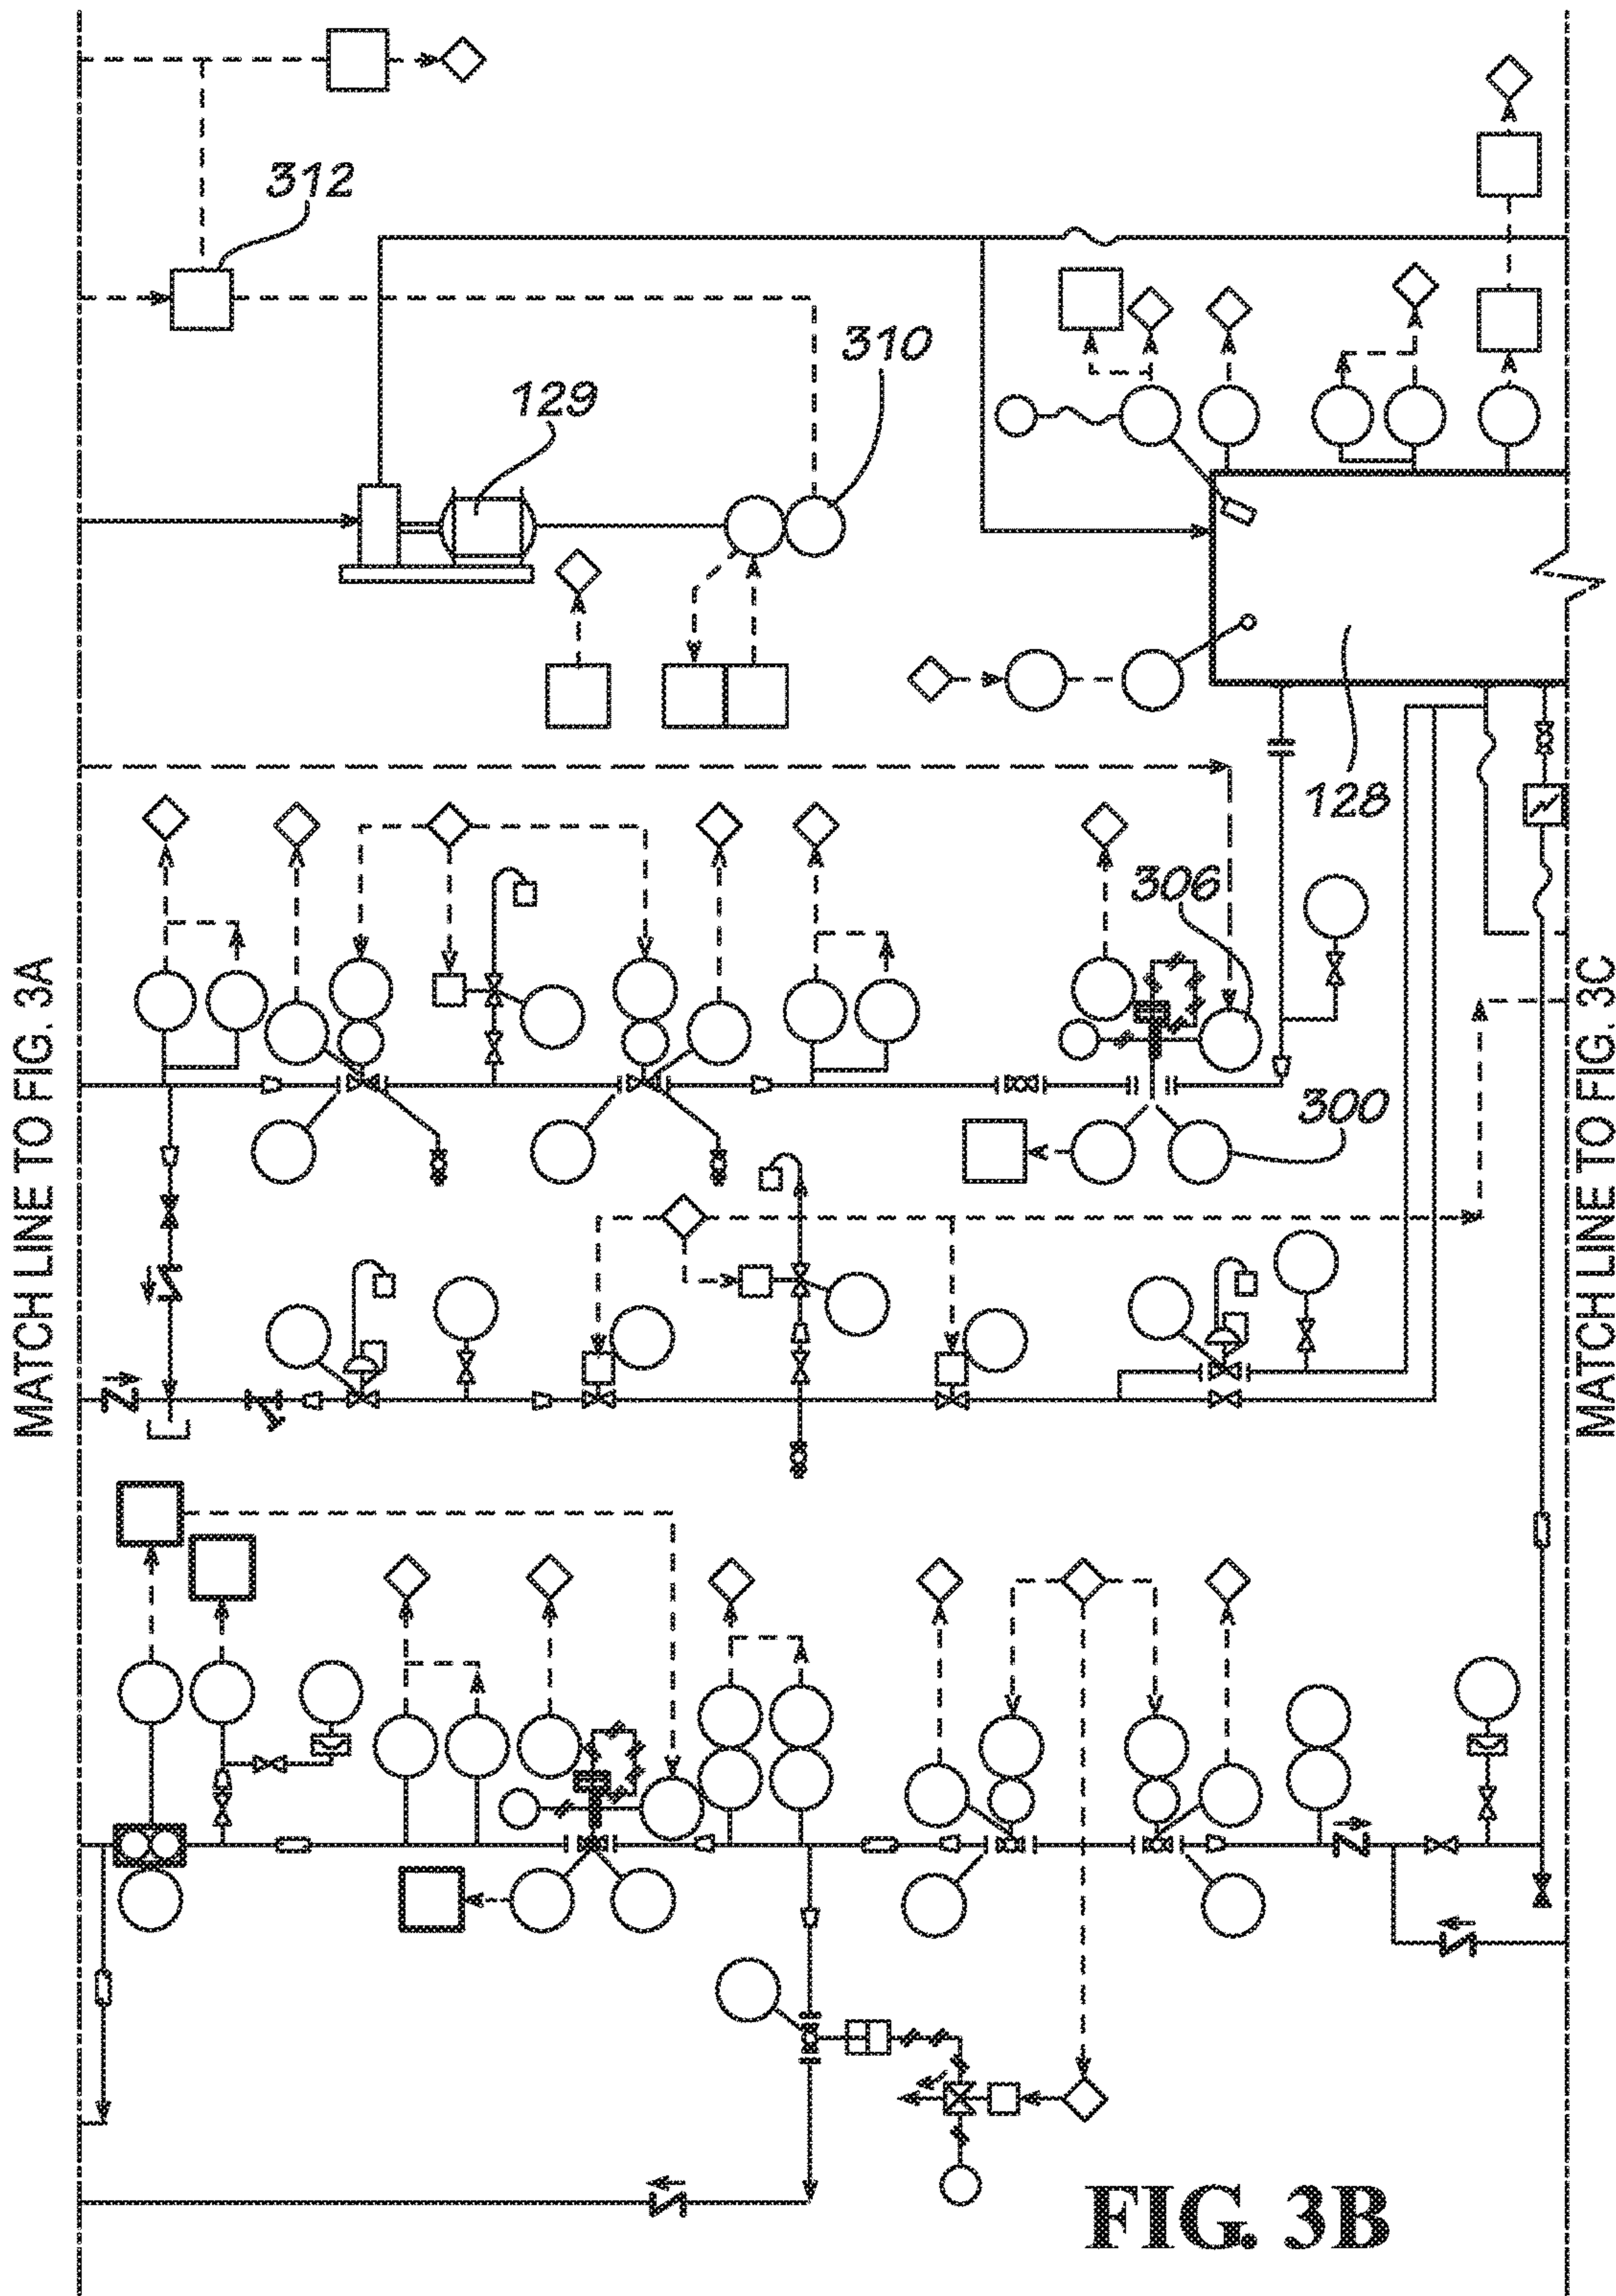 312
310
129
128
306
300
MATCH LINE TO FIG. 3A
MATCH LINE TO FIG. 3C
FIG. 3B